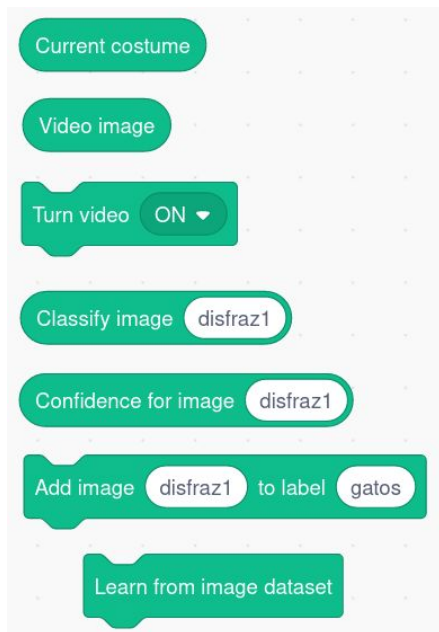 Current costume
Video image
Turn video ON
Classify image disfraz1
Confidence for image disfraz1
Add image disfraz1 to label gatos
Learn from image dataset